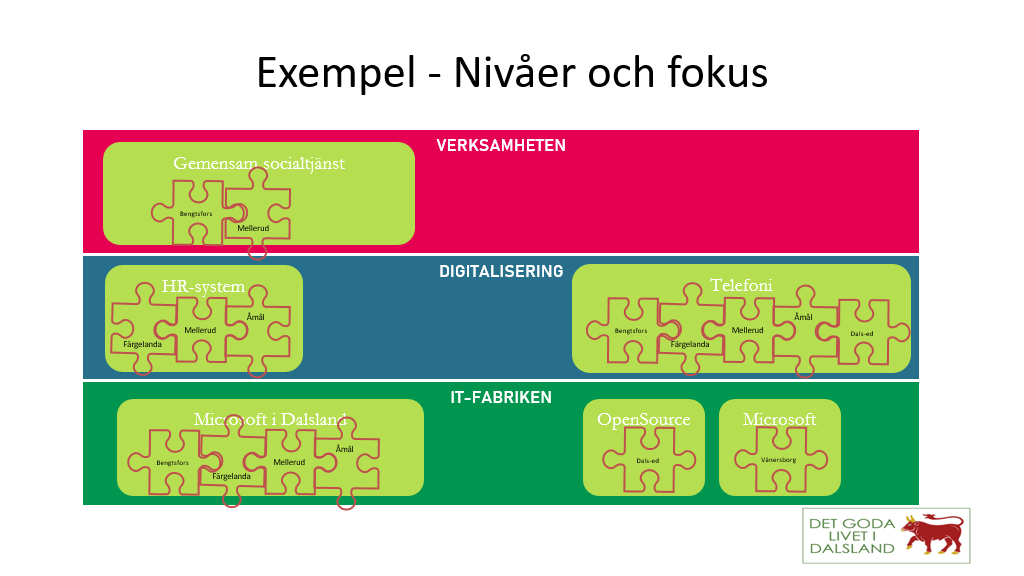 Exempel - Nivåer och fokus
VERKSAMHETEN
Gemensam socialtjänst
Bengtsfors
Mellerud
DIGITALISERING
HR-system
Färgelanda
Mellerud
Åmål
Telefoni
Bengtsfors
Färgelanda
Mellerud
Åmål
Dals-ed
IT-FABRIKEN
Microsoft i Dalsland
Bengtsfors
Färgelanda
Mellerud
Åmål
OpenSource
Dals-ed
Microsoft
Vänersborg
DET GODA
LIVET I
DALSLAND